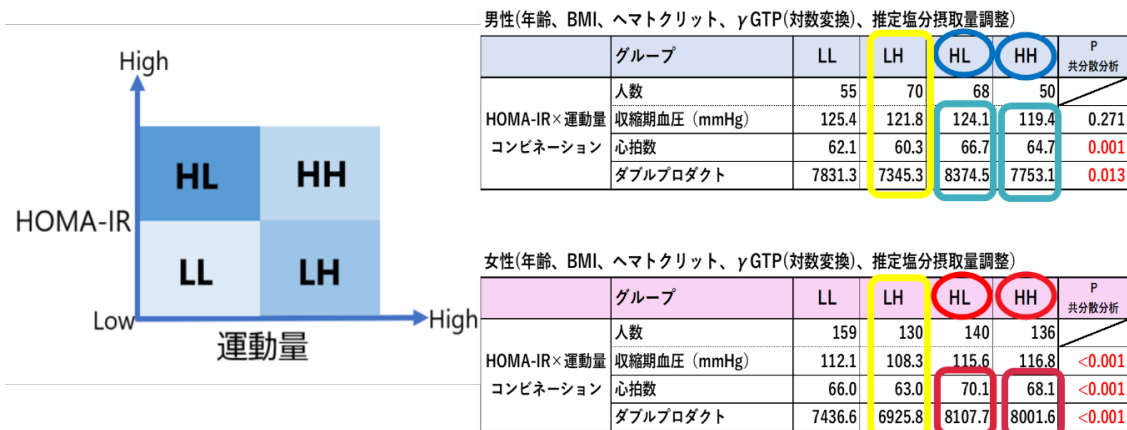 High
HOMA-IR
HL
HH
LL
LH
Low
High
運動量
男性(年齢、BMI、ヘマトクリット、γGTP(対数変換)、推定塩分摂取量調整)
グループ LL LH HL HH P 共分散分析
人数 55 70 68 50
HOMA-IR×運動量 収縮期血圧(mmHg) 125.4 121.8 124.1 119.4 0.271
コンビネーション 心拍数 62.1 60.3 66.7 64.7 0.001
ダブルプロダクト 7831.3 7345.3 8374.5 7753.1 0.013
女性(年齢、BMI、ヘマトクリット、γGTP(対数変換)、推定塩分摂取量調整)
グループ LL LH HL HH P 共分散分析
人数 159 130 140 136
HOMA-IR×運動量 収縮期血圧(mmHg) 112.1 108.3 115.6 116.8 <0.001
コンビネーション 心拍数 66.0 63.0 70.1 68.1 <0.001
ダブルプロダクト 7436.6 6925.8 8107.7 8001.6 <0.001